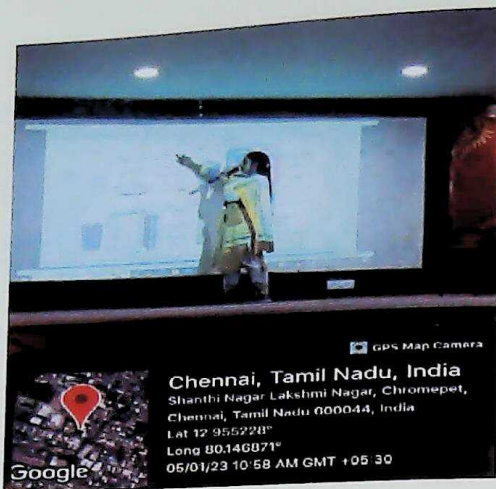 GPS Map Camera
Chennai, Tamil Nadu, India
Shanthi Nagar Lakshmi Nagar, Chromepet,
Chennai, Tamil Nadu 600044, India
Lat 12.955228°
Long 80.146871°
05/01/23 10:58 AM GMT +05:30
Google